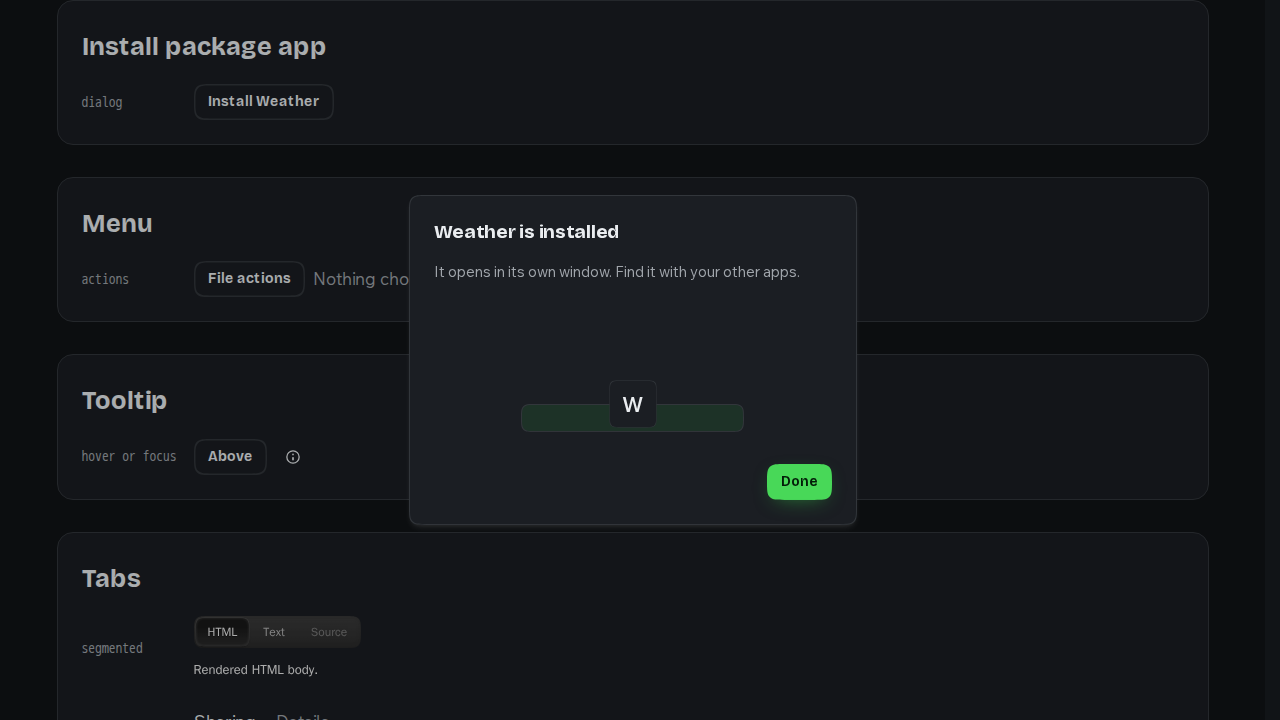 Install package app
dialog
Install Weather
Menu
actions
File actions
Nothing cho
Weather is installed
It opens in its own window. Find it with your other apps.
W
Done
Tooltip
hover or focus
Above
Tabs
segmented
HTML
Text
Source
Rendered HTML body.
Sharing
Details